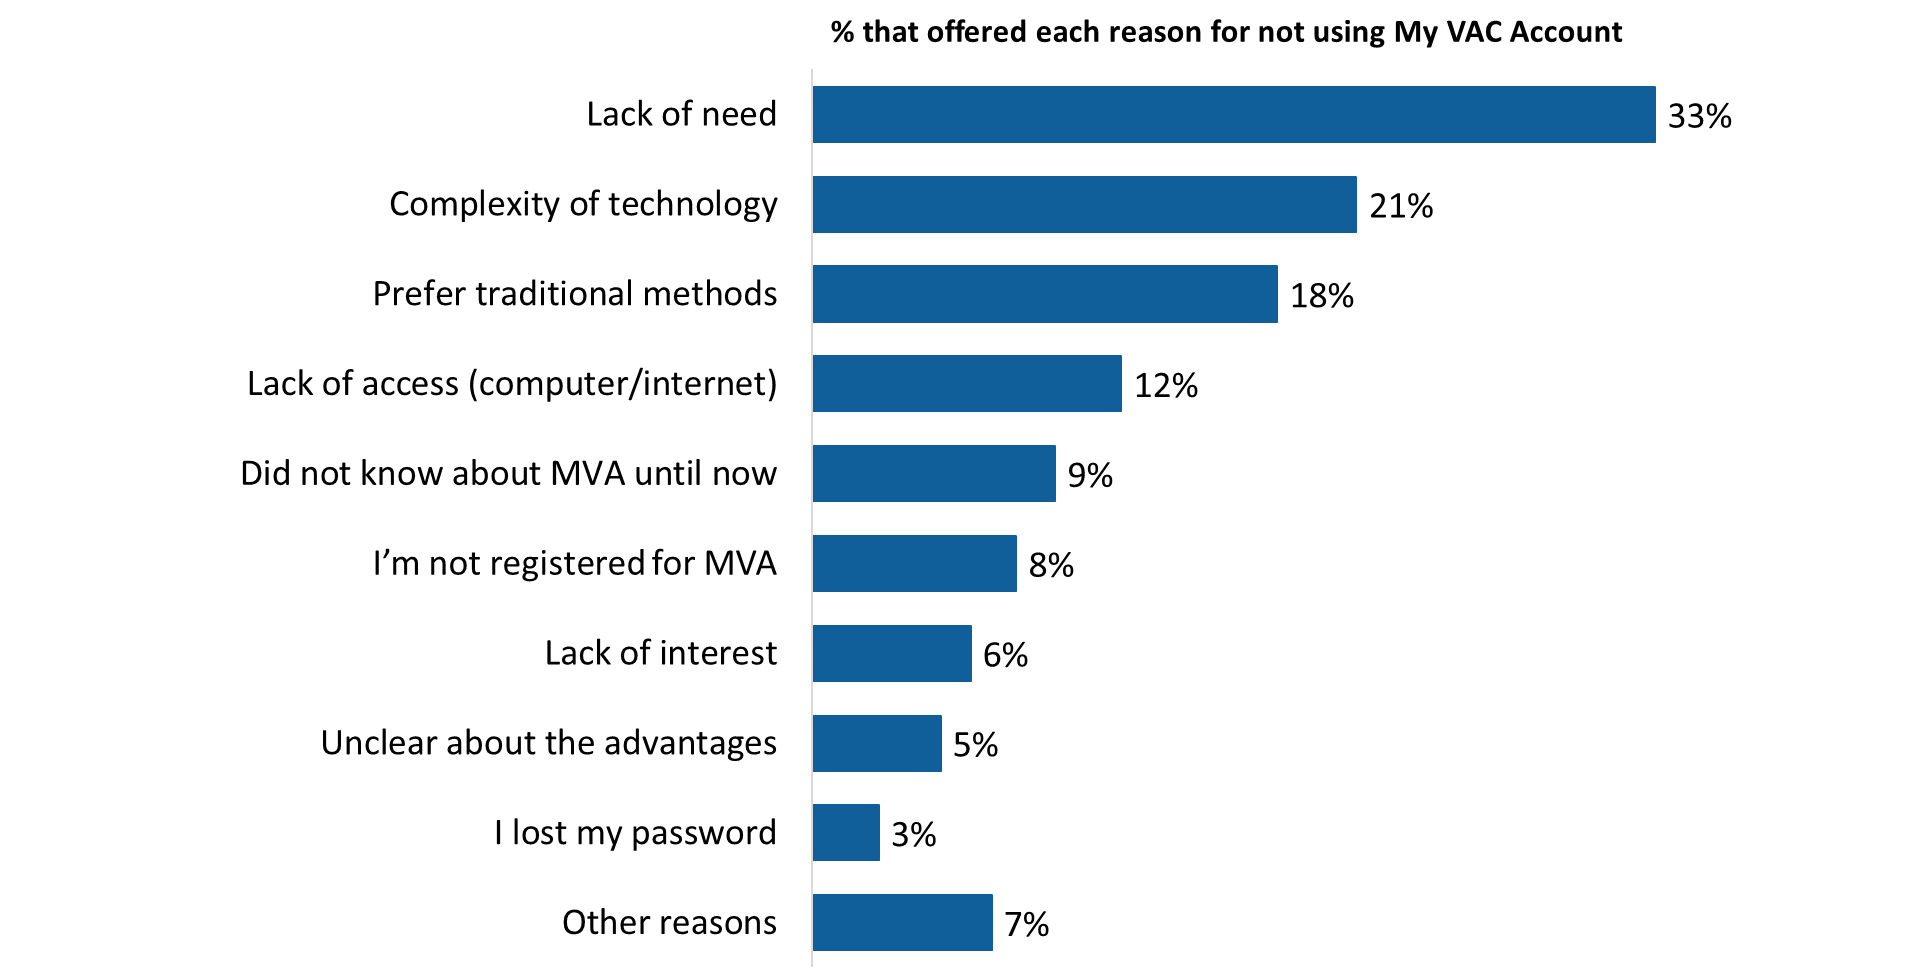 % that offered each reason for not using My VAC Account
Lack of need 33%
Complexity of technology 21%
Prefer traditional methods 18%
Lack of access (computer/internet) 12%
Did not know about MVA until now 9%
I’m not registered for MVA 8%
Lack of interest 6%
Unclear about the advantages 5%
I lost my password 3%
Other reasons 7%